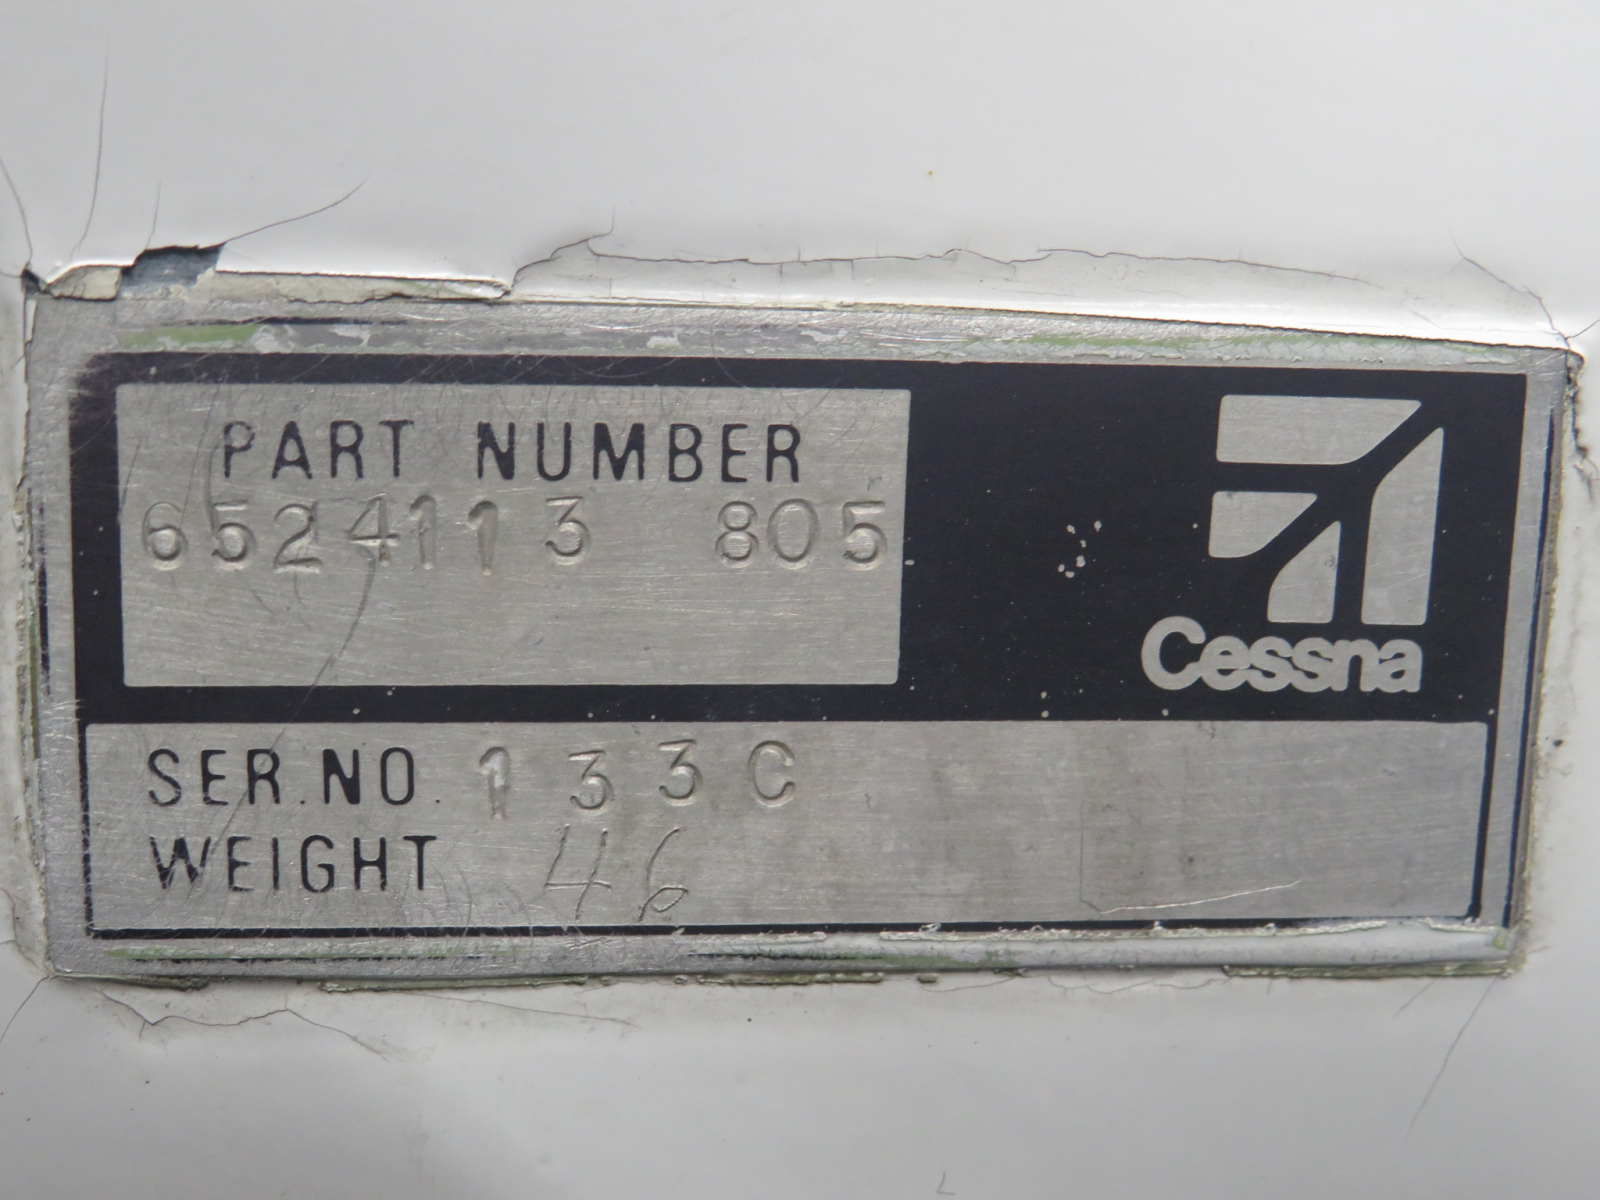 PART NUMBER
6524113 805
Cessna
SER.NO. 133C
WEIGHT 46